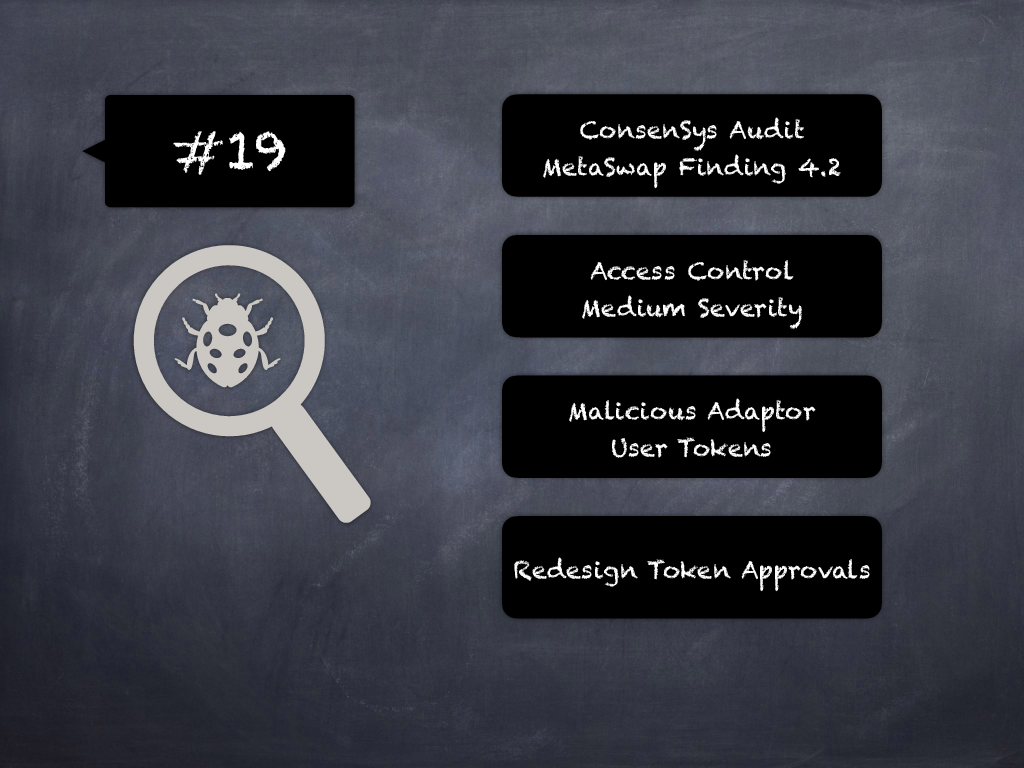 #19
ConsenSys Audit
MetaSwap Finding 4.2
Access Control
Medium Severity
Malicious Adaptor
User Tokens
Redesign Token Approvals